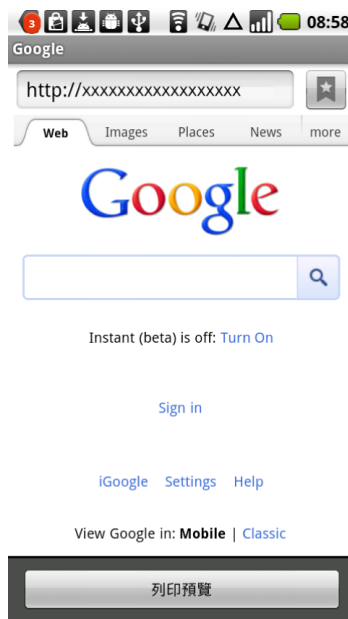 3 08:58
Google
http://xxxxxxxxxxxxxxxxxx
Web Images Places News more
Google
Instant (beta) is off: Turn On
Sign in
iGoogle Settings Help
View Google in: Mobile | Classic
列印預覽